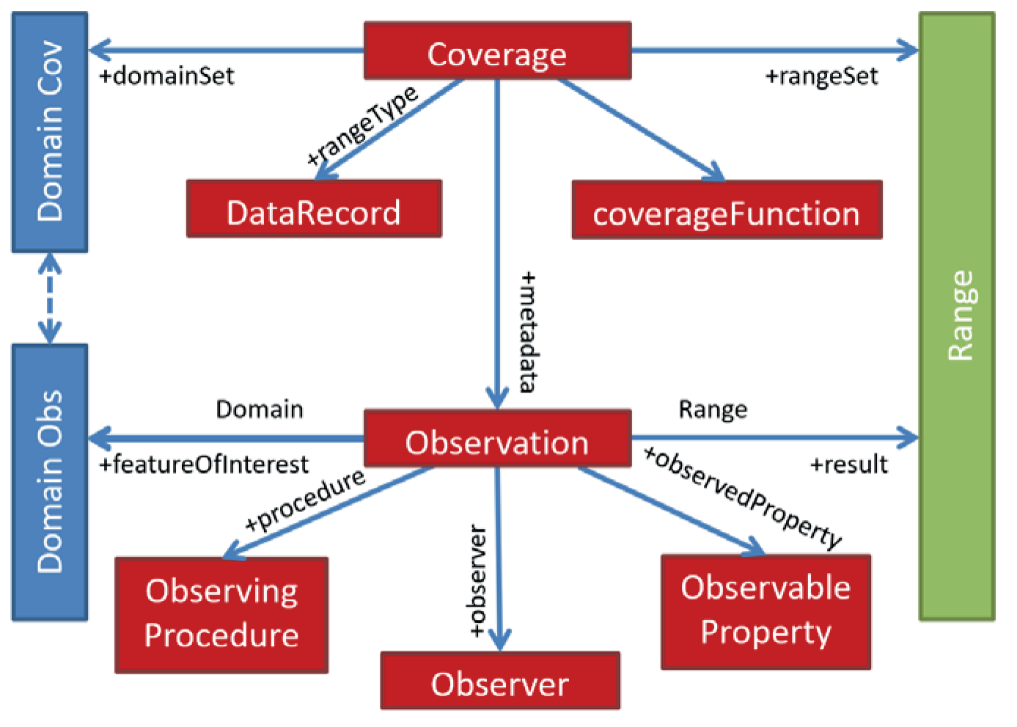 Domain Cov
Coverage
+domainSet
+rangeSet
+rangeType
DataRecord
coverageFunction
+metadata
Range
Domain Obs
Domain
Range
Observation
+featureOfInterest
+result
+procedure
+observedProperty
+observer
Observing
Procedure
Observable
Property
Observer